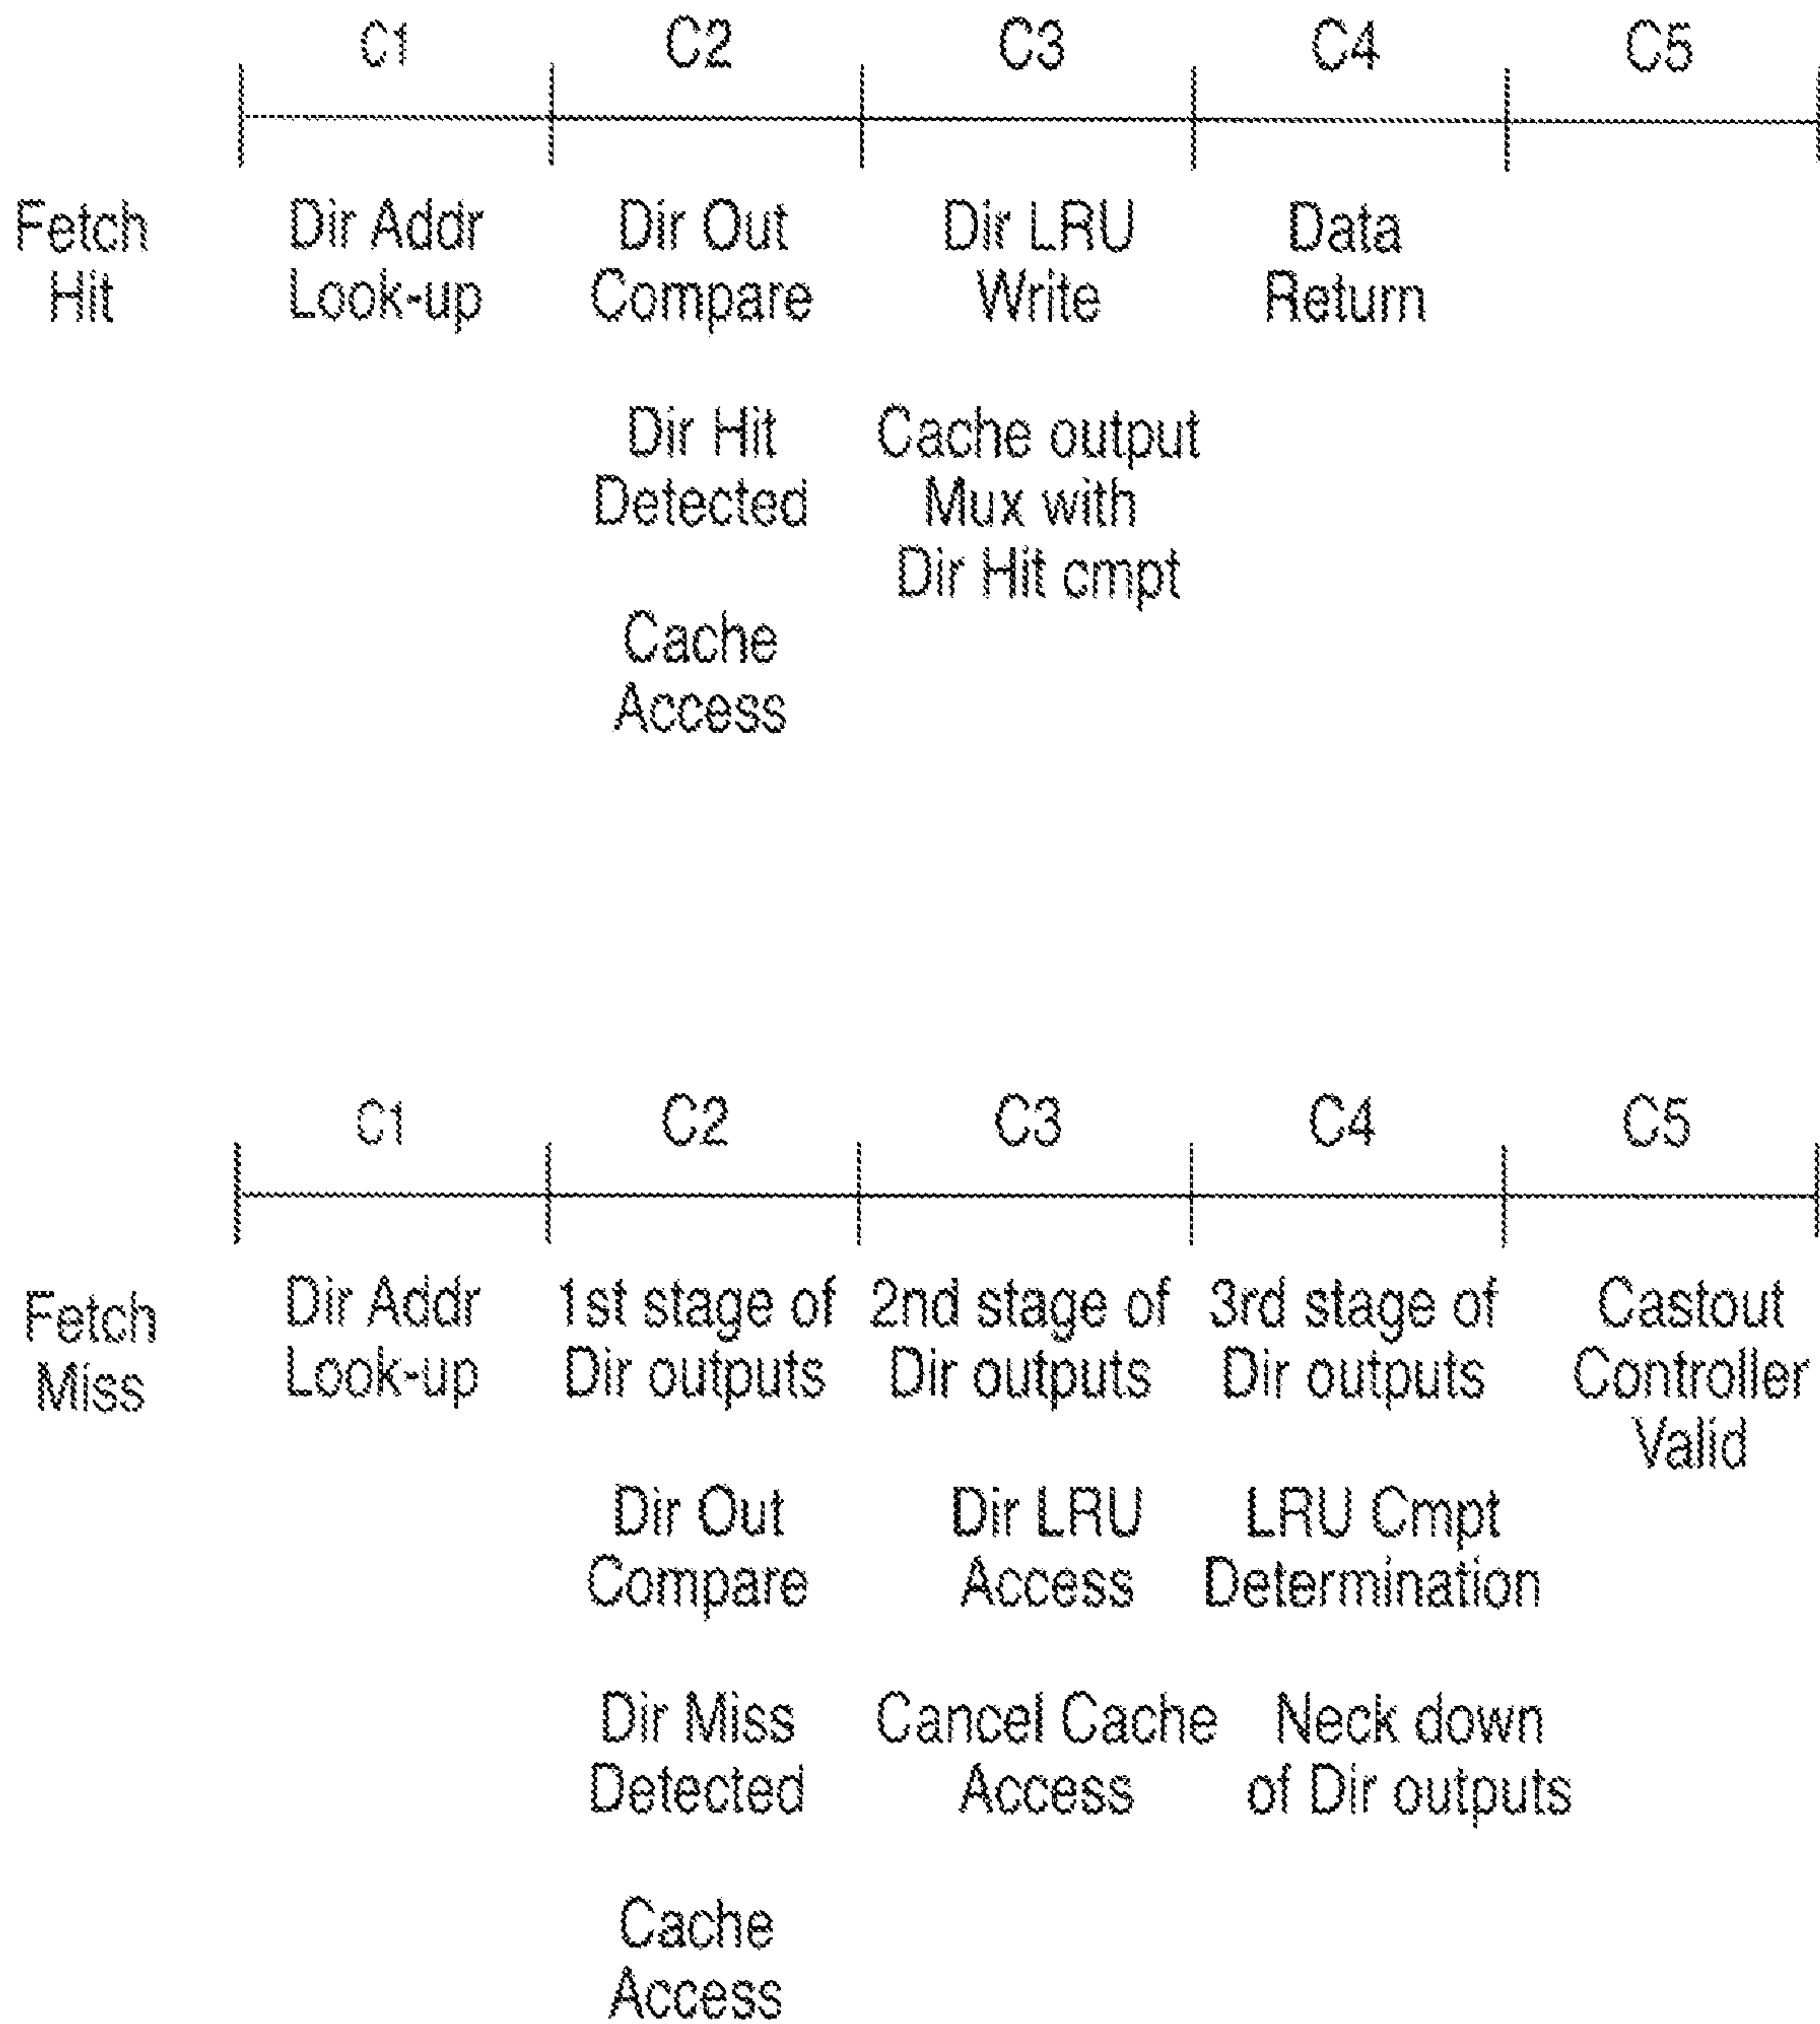 C1 C2 C3 C4 C5
Fetch
Hit
Dir Addr
Look-up
Dir Out
Compare
Dir Hit
Detected
Cache
Access
Dir LRU
Write
Cache output
Mux with
Dir Hit cmpt
Data
Return
C1 C2 C3 C4 C5
Fetch
Miss
Dir Addr
Look-up
1st stage of
Dir outputs
Dir Out
Compare
Dir Miss
Detected
Cache
Access
2nd stage of
Dir outputs
Dir LRU
Access
Cancel Cache
Access
3rd stage of
Dir outputs
LRU Cmpt
Determination
Neck down
of Dir outputs
Castout
Controller
Valid